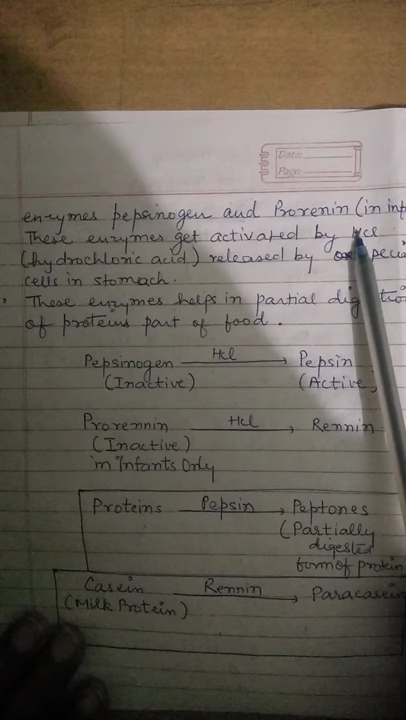 Date:
Page:
enzymes pepsinogen and Prorenin (in inf
These enzymes get activated by Hcl
(hydrochloric acid) released by specia
cells in stomach.
These enzymes helps in partial dig tio
of proteins part of food.
Pepsinogen Hcl → Pepsin
(Inactive) (Active)
Prorennin Hcl → Rennin
(Inactive)
in Infants Only
Proteins Pepsin → Peptones
(Partially
digested
form of protein
Casein Rennin → Paracasein
(Milk Protein)